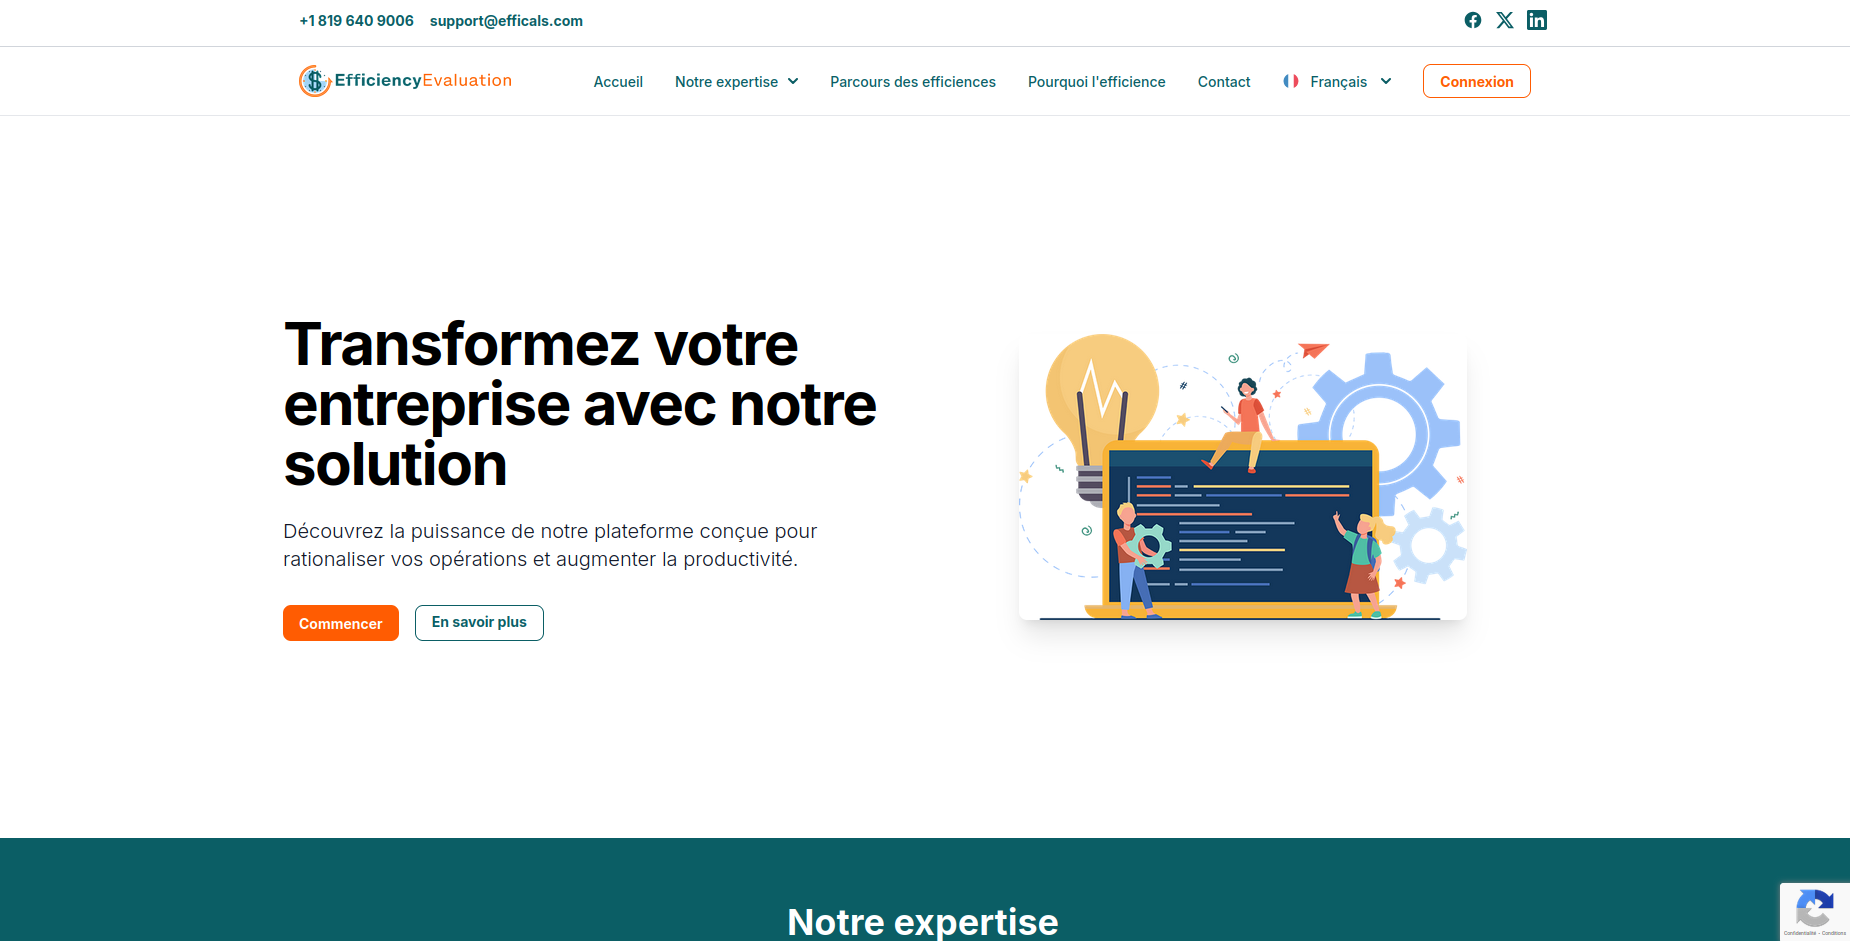 +1 819 640 9006 support@efficals.com
EfficiencyEvaluation Accueil Notre expertise Parcours des efficiences Pourquoi l'efficience Contact Français Connexion
Transformez votre
entreprise avec notre
solution
Découvrez la puissance de notre plateforme conçue pour
rationaliser vos opérations et augmenter la productivité.
Commencer En savoir plus
Notre expertise
Confidentialité - Conditions